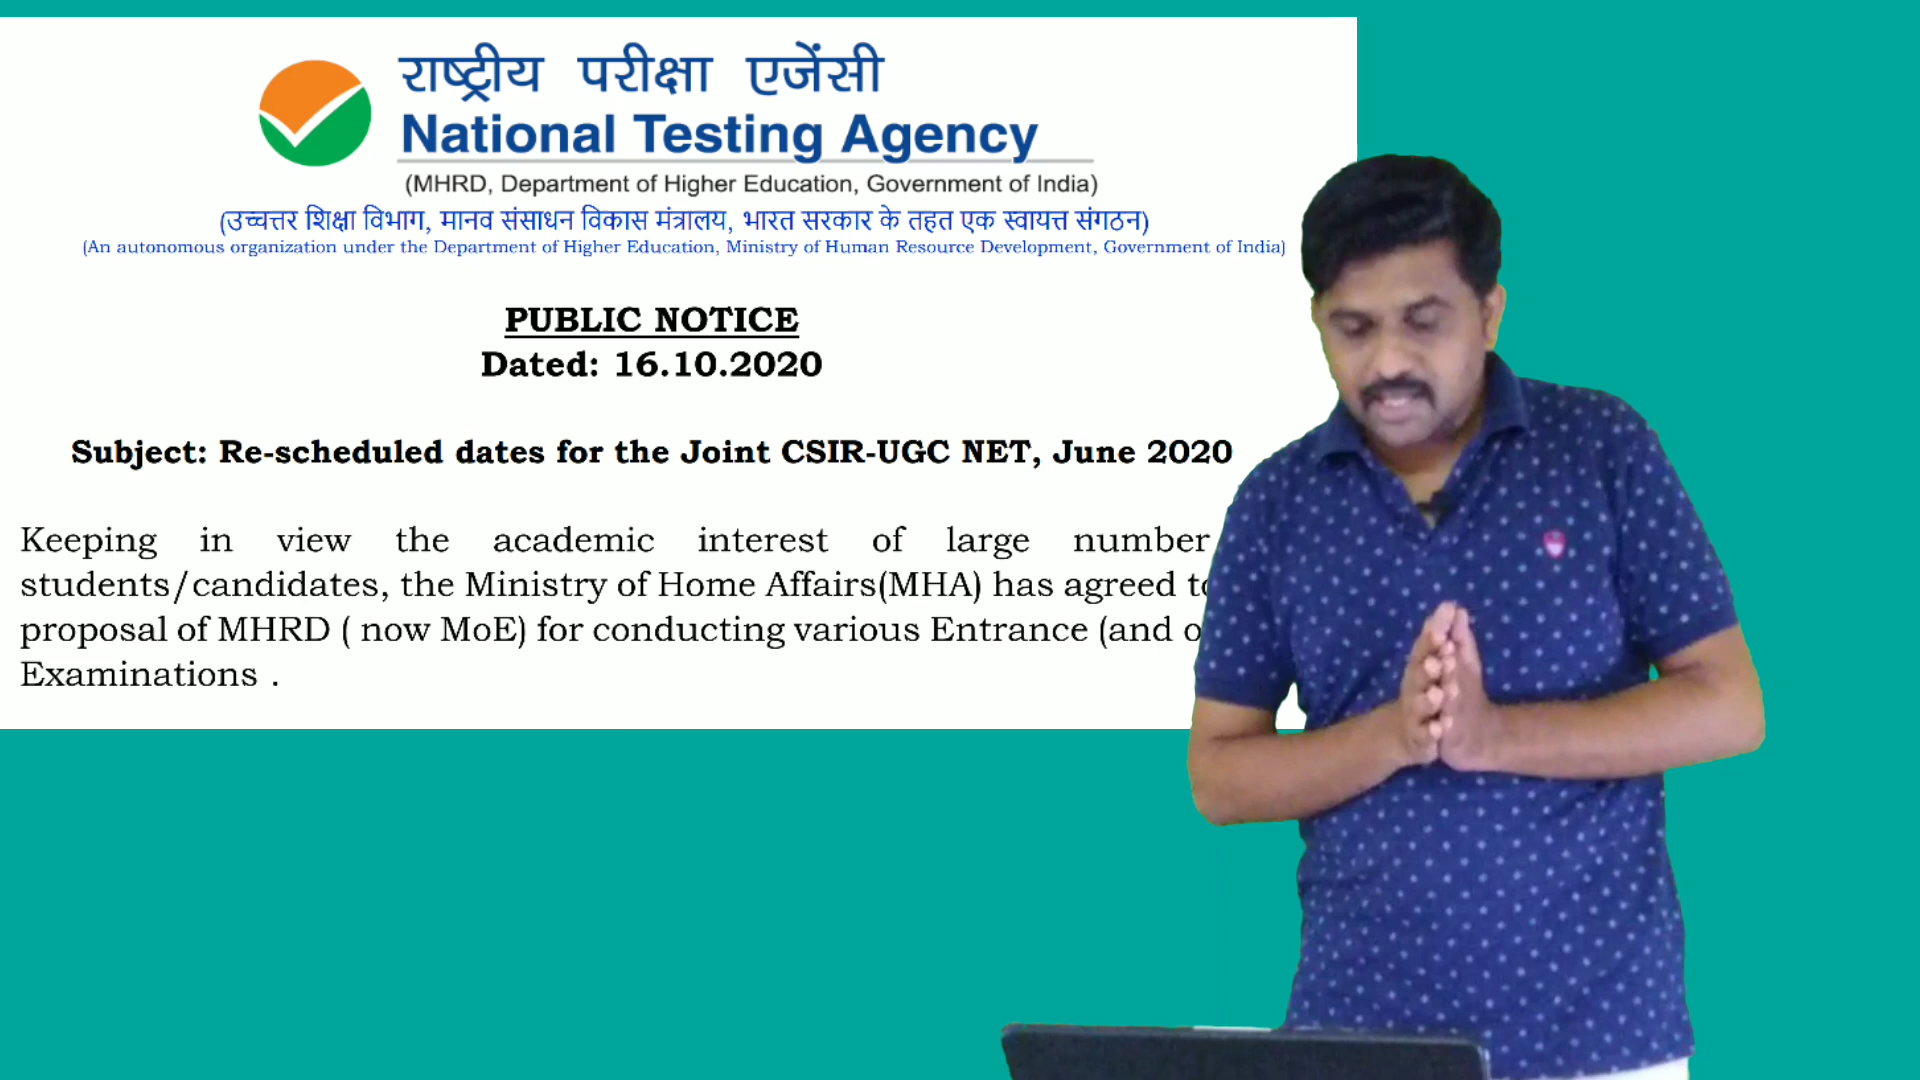 राष्ट्रीय परीक्षा एजेंसी
National Testing Agency
(MHRD, Department of Higher Education, Government of India)
(उच्चत्तर शिक्षा विभाग, मानव संसाधन विकास मंत्रालय, भारत सरकार के तहत एक स्वायत्त संगठन)
(An autonomous organization under the Department of Higher Education, Ministry of Human Resource Development, Government of India)
PUBLIC NOTICE
Dated: 16.10.2020
Subject: Re-scheduled dates for the Joint CSIR-UGC NET, June 2020
Keeping in view the academic interest of large number
students/candidates, the Ministry of Home Affairs(MHA) has agreed
proposal of MHRD ( now MoE) for conducting various Entrance (and
Examinations .